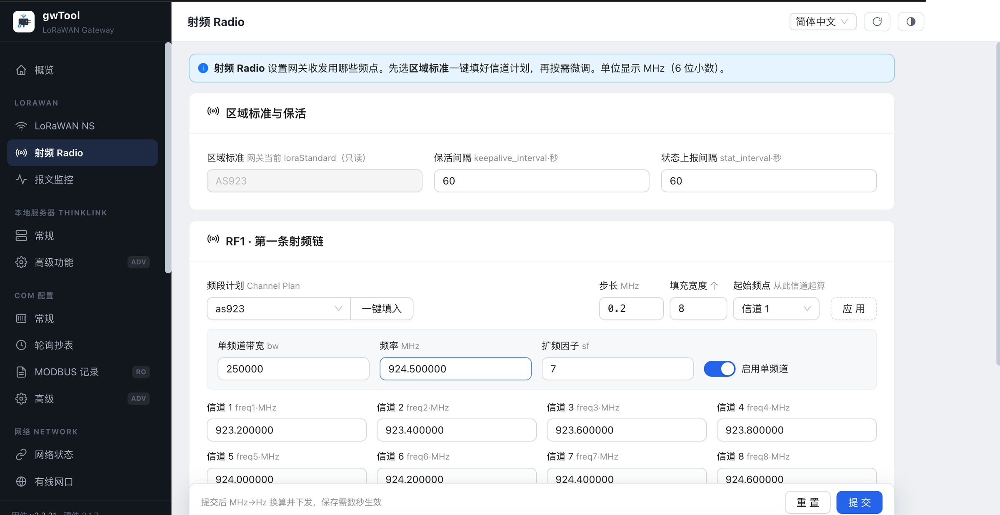 gwTool
LoRaWAN Gateway
概览
LORAWAN
LoRaWAN NS
射频 Radio
报文监控
本地服务器 THINKLINK
常规
高级功能 ADV
COM 配置
常规
轮询抄表
MODBUS 记录 RO
高级 ADV
网络 NETWORK
网络状态
有线网口
射频 Radio
简体中文
射频 Radio 设置网关收发用哪些频点。先选区域标准一键填好信道计划，再按需微调。单位显示 MHz（6 位小数）。
区域标准与保活
区域标准 网关当前 loraStandard（只读） 保活间隔 keepalive_interval·秒 状态上报间隔 stat_interval·秒
AS923 60 60
RF1 · 第一条射频链
频段计划 Channel Plan 步长 MHz 填充宽度 个 起始频点 从此信道起算
as923 一键填入 0.2 8 信道 1 应 用
单频道带宽 bw 频率 MHz 扩频因子 sf
250000 924.500000 7 启用单频道
信道 1 freq1·MHz 信道 2 freq2·MHz 信道 3 freq3·MHz 信道 4 freq4·MHz
923.200000 923.400000 923.600000 923.800000
信道 5 freq5·MHz 信道 6 freq6·MHz 信道 7 freq7·MHz 信道 8 freq8·MHz
924.000000 924.200000 924.400000 924.600000
提交后 MHz→Hz 换算并下发，保存需数秒生效 重 置 提 交